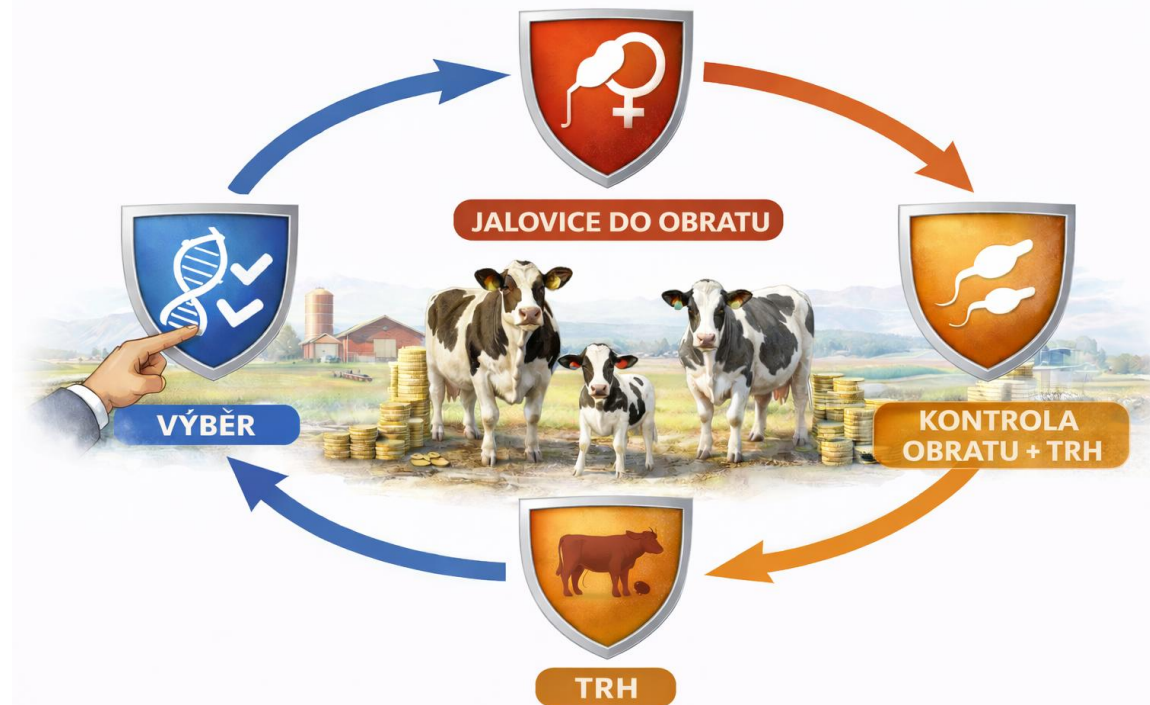 JALOVICE DO OBRATU
VÝBĚR
KONTROLA
OBRATU + TRH
TRH